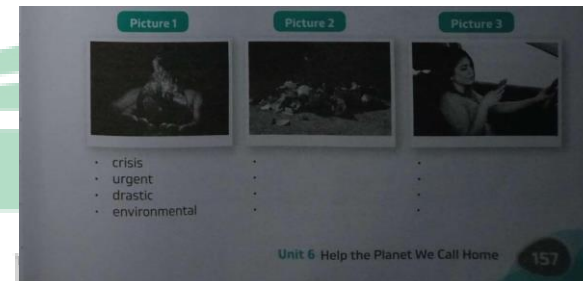 Picture 1 Picture 2 Picture 3
· crisis
· urgent
· drastic
· environmental
Unit 6 Help the Planet We Call Home 157